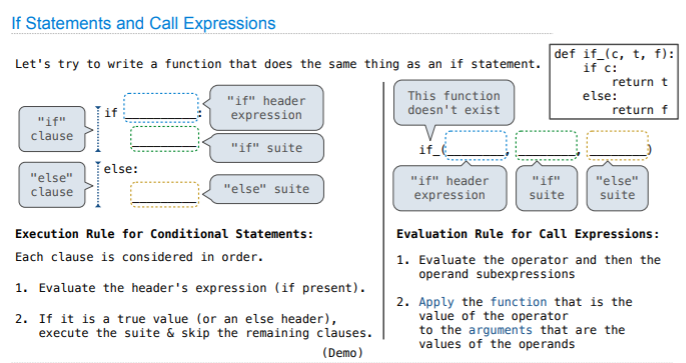 If Statements and Call Expressions
Let's try to write a function that does the same thing as an if statement.
def if_(c, t, f):
if c:
return t
else:
return f
"if"
clause
if
:
"if" header
expression
"if" suite
"else"
clause
else:
"else" suite
Execution Rule for Conditional Statements:
Each clause is considered in order.
1. Evaluate the header's expression (if present).
2. If it is a true value (or an else header),
execute the suite & skip the remaining clauses.
(Demo)
This function
doesn't exist
if_( , , )
"if" header
expression
"if"
suite
"else"
suite
Evaluation Rule for Call Expressions:
1. Evaluate the operator and then the
operand subexpressions
2. Apply the function that is the
value of the operator
to the arguments that are the
values of the operands